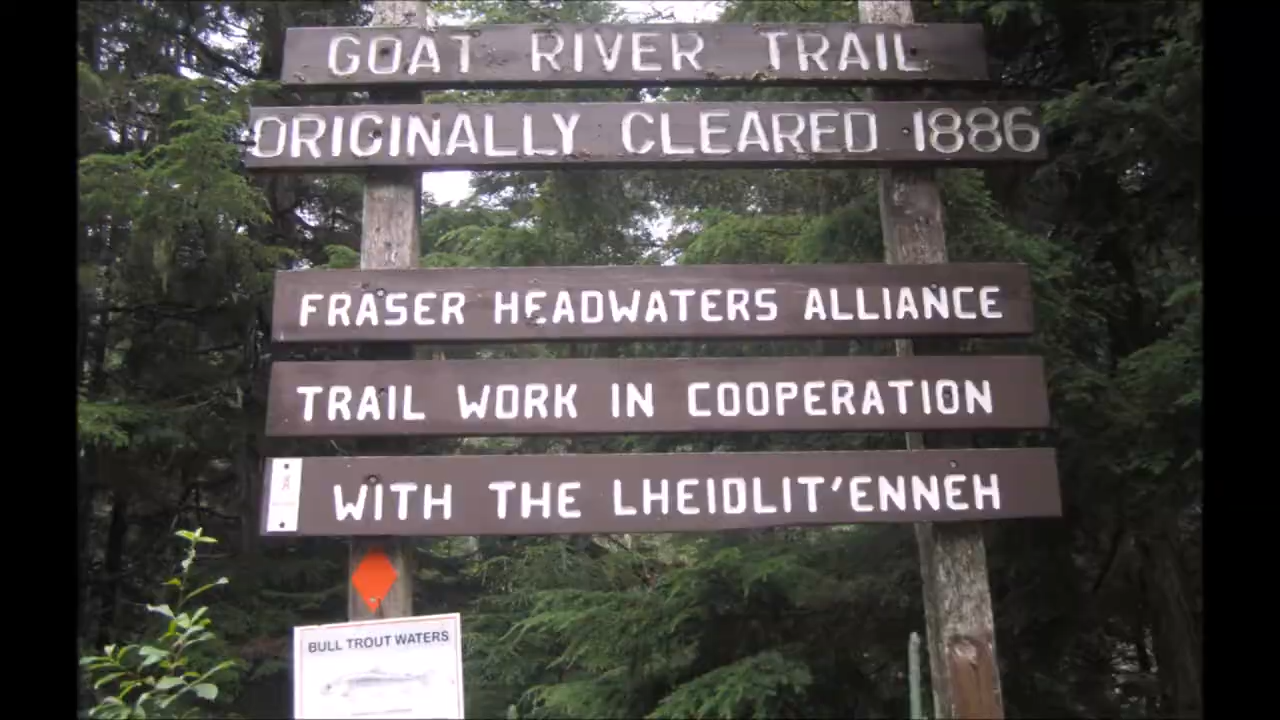 GOAT RIVER TRAIL
ORIGINALLY CLEARED 1886
FRASER HEADWATERS ALLIANCE
TRAIL WORK IN COOPERATION
WITH THE LHEIDLIT'ENNEH
BULL TROUT WATERS